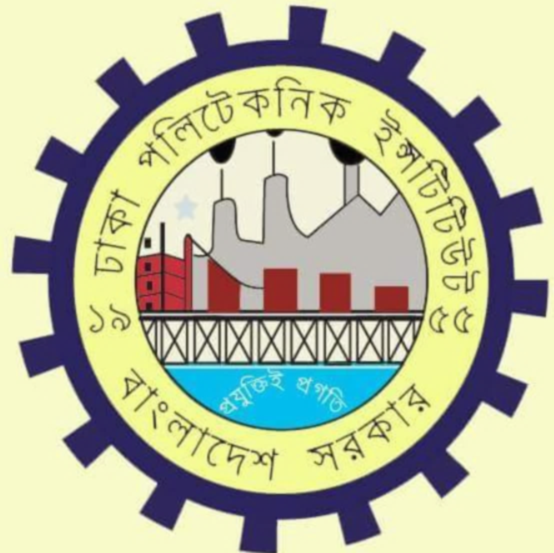 ঢাকা পলিটেকনিক ইন্সটিটিউট
১৯ ৫৫
প্রযুক্তিই প্রগতি
বাংলাদেশ সরকার